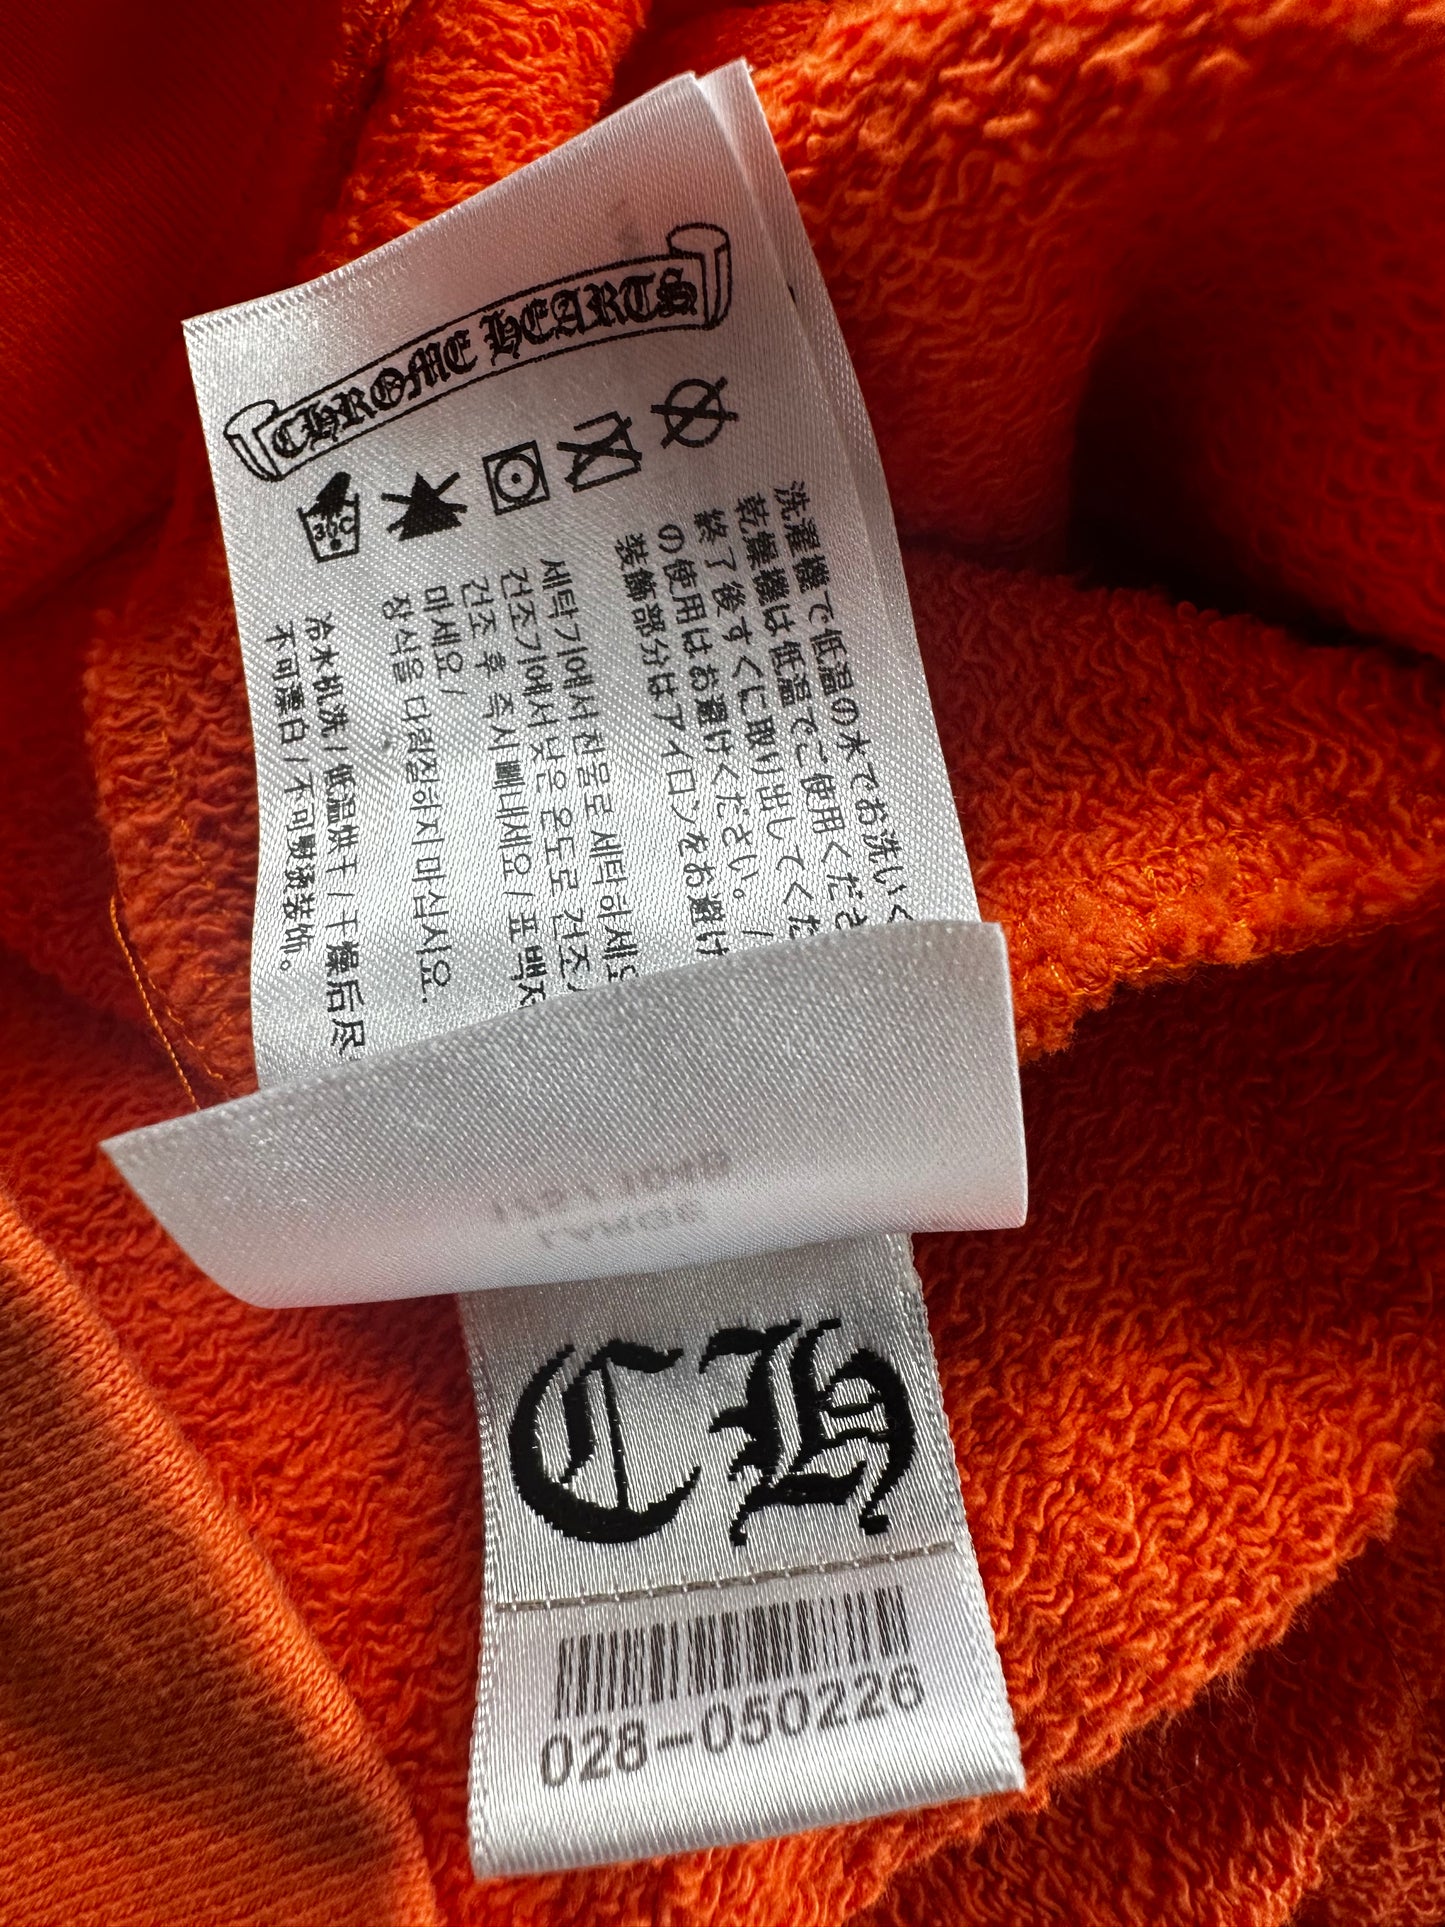 CHROME HEARTS
洗濯機で低温の水でお洗いく
乾燥機は低温でご使用くださ
終了後すぐに取り出してくだ
の使用はお避けください。/
装飾部分はアイロンをお避け
세탁기에서 찬물로 세탁하세요
건조기에서 낮은 온도로 건조/
건조 후 즉시 빼내세요 / 표백제
마세요 /
장식을 다림질하지 마십시오.
冷水机洗 / 低温烘干 / 干燥后尽
不可漂白 / 不可熨烫装饰。
CH
028-050226